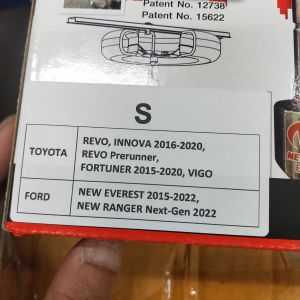 Patent No. 12738
Patent No. 15622
S
TOYOTA
REVO, INNOVA 2016-2020,
REVO Prerunner,
FORTUNER 2015-2020, VIGO
FORD
NEW EVEREST 2015-2022,
NEW RANGER Next-Gen 2022